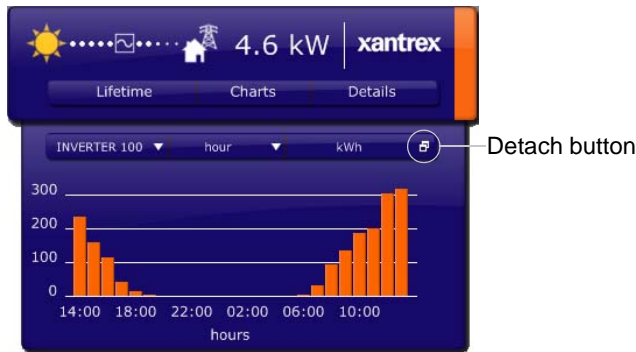 4.6 kW xantrex
Lifetime Charts Details
INVERTER 100 hour kWh Detach button
300
200
100
0
14:00 18:00 22:00 02:00 06:00 10:00
hours